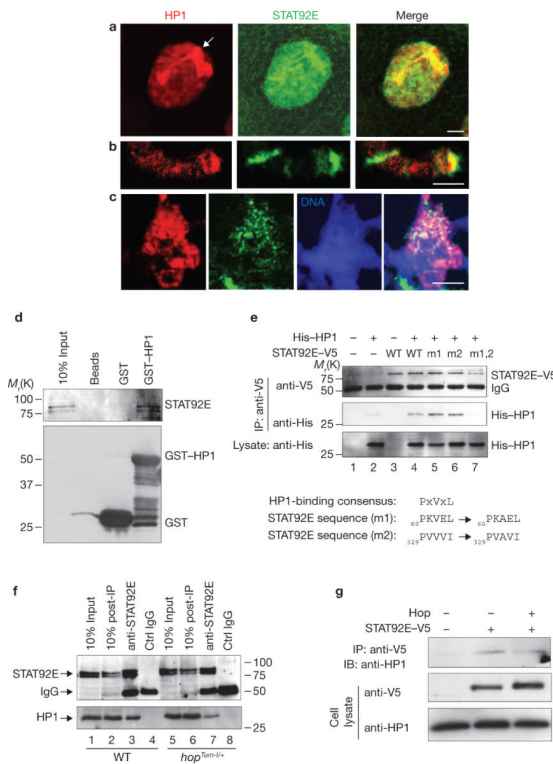 HP1 STAT92E Merge
a
b
c DNA
d
10% Input Beads GST GST–HP1
Mr(K)
100
75
STAT92E
50
37
25
GST–HP1
GST
e
His–HP1 – + – + + + +
STAT92E–V5 – – WT WT m1 m2 m1,2
Mr(K)
75
50
25
25
IP: anti-V5
anti-V5
anti-His
Lysate: anti-His
STAT92E–V5
IgG
His–HP1
His–HP1
1 2 3 4 5 6 7
HP1-binding consensus: PxVxL
STAT92E sequence (m1): 60PKVEL → 60PKAEL
STAT92E sequence (m2): 329PVVVI → 329PVAVI
f
10% Input 10% post-IP anti-STAT92E Ctrl IgG 10% Input 10% post-IP anti-STAT92E Ctrl IgG
STAT92E
IgG
HP1
100
75
50
25
1 2 3 4 5 6 7 8
WT hopTum-l/+
g
Hop – – +
STAT92E–V5 – + +
IP: anti-V5
IB: anti-HP1
Cell lysate
anti-V5
anti-HP1